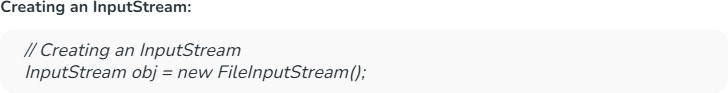 Creating an InputStream:
// Creating an InputStream
InputStream obj = new FileInputStream();